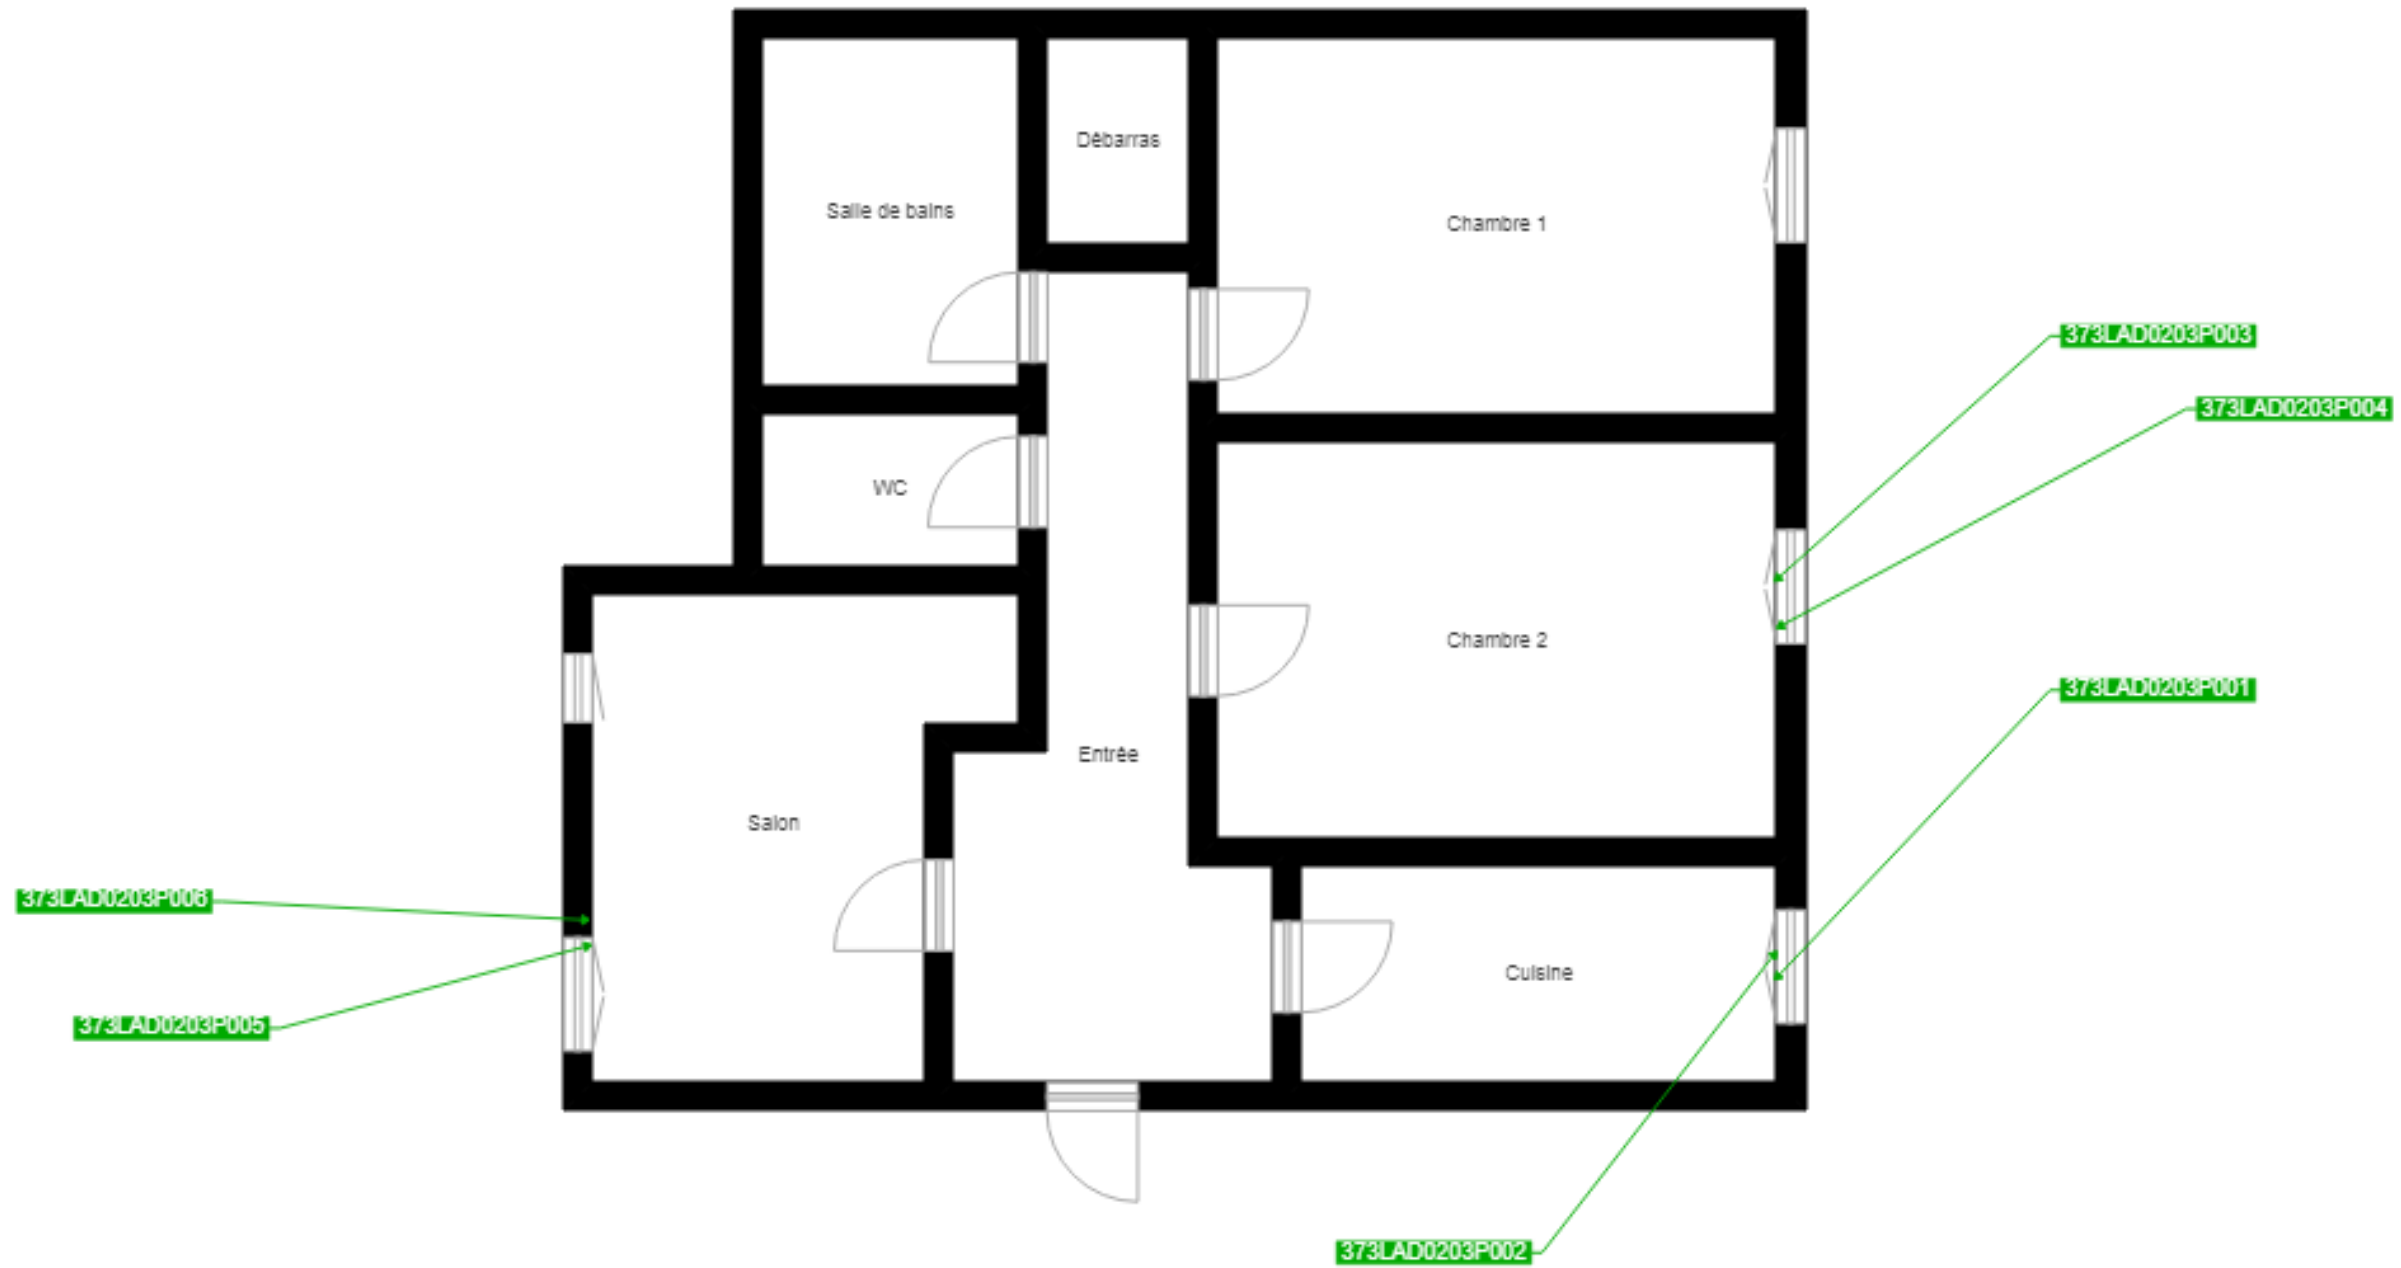 Débarras
Salle de bains
Chambre 1
373LAD0203P003
373LAD0203P004
WC
Chambre 2
373LAD0203P001
Entrée
Salon
373LAD0203P006
Cuisine
373LAD0203P005
373LAD0203P002